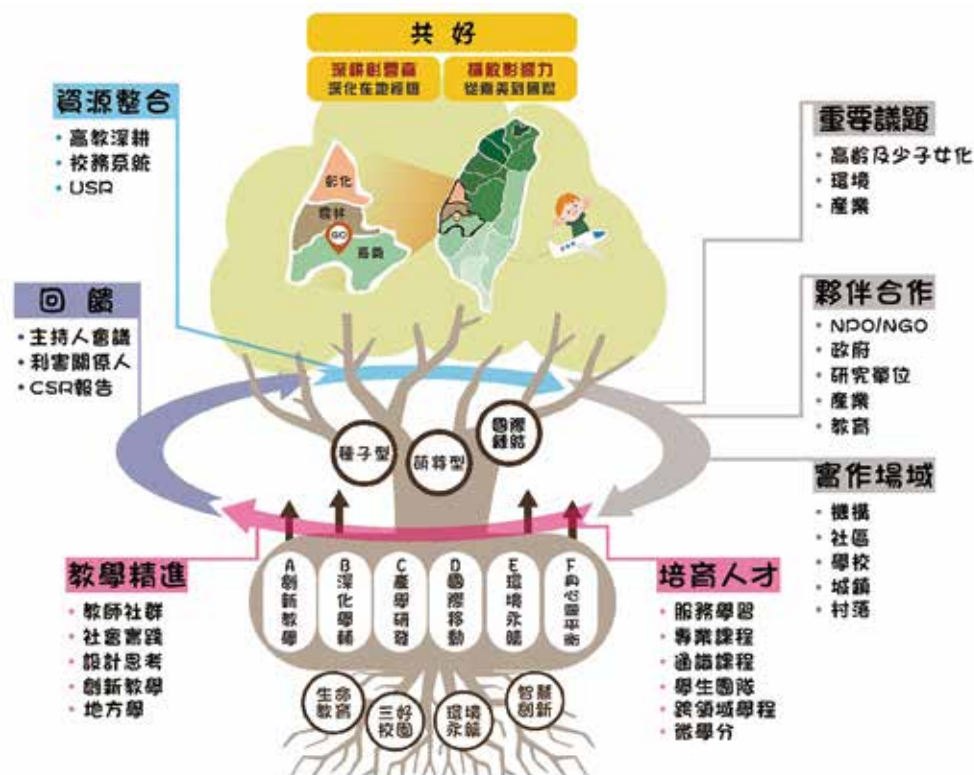 共好
深耕彰雲嘉
深化在地經營
擴散影響力
從南美到國際
資源整合
• 高教深耕
• 校務系統
• USR
重要議題
• 高齡及少子女化
• 環境
• 產業
彰化
雲林
GO
嘉義
回饋
• 主持人會議
• 利害關係人
• CSR報告
夥伴合作
• NPO/NGO
• 政府
• 研究單位
• 產業
• 教育
種子型
萌芽型
國際
鏈結
實作場域
• 機構
• 社區
• 學校
• 城鎮
• 村落
教學精進
• 教師社群
• 社會實踐
• 設計思考
• 創新教學
• 地方學
A創新教學
B深化學輔
C產學研發
D國際移動
E環境永續
F身心靈平衡
培育人才
• 服務學習
• 專業課程
• 通識課程
• 學生團隊
• 跨領域學程
• 微學分
生命
教育
三好
校園
環境
永續
智慧
創新